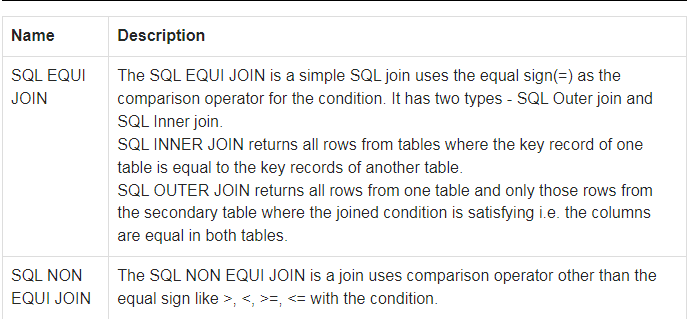 Name
Description
SQL EQUI
JOIN
The SQL EQUI JOIN is a simple SQL join uses the equal sign(=) as the
comparison operator for the condition. It has two types - SQL Outer join and
SQL Inner join.
SQL INNER JOIN returns all rows from tables where the key record of one
table is equal to the key records of another table.
SQL OUTER JOIN returns all rows from one table and only those rows from
the secondary table where the joined condition is satisfying i.e. the columns
are equal in both tables.
SQL NON
EQUI JOIN
The SQL NON EQUI JOIN is a join uses comparison operator other than the
equal sign like >, <, >=, <= with the condition.